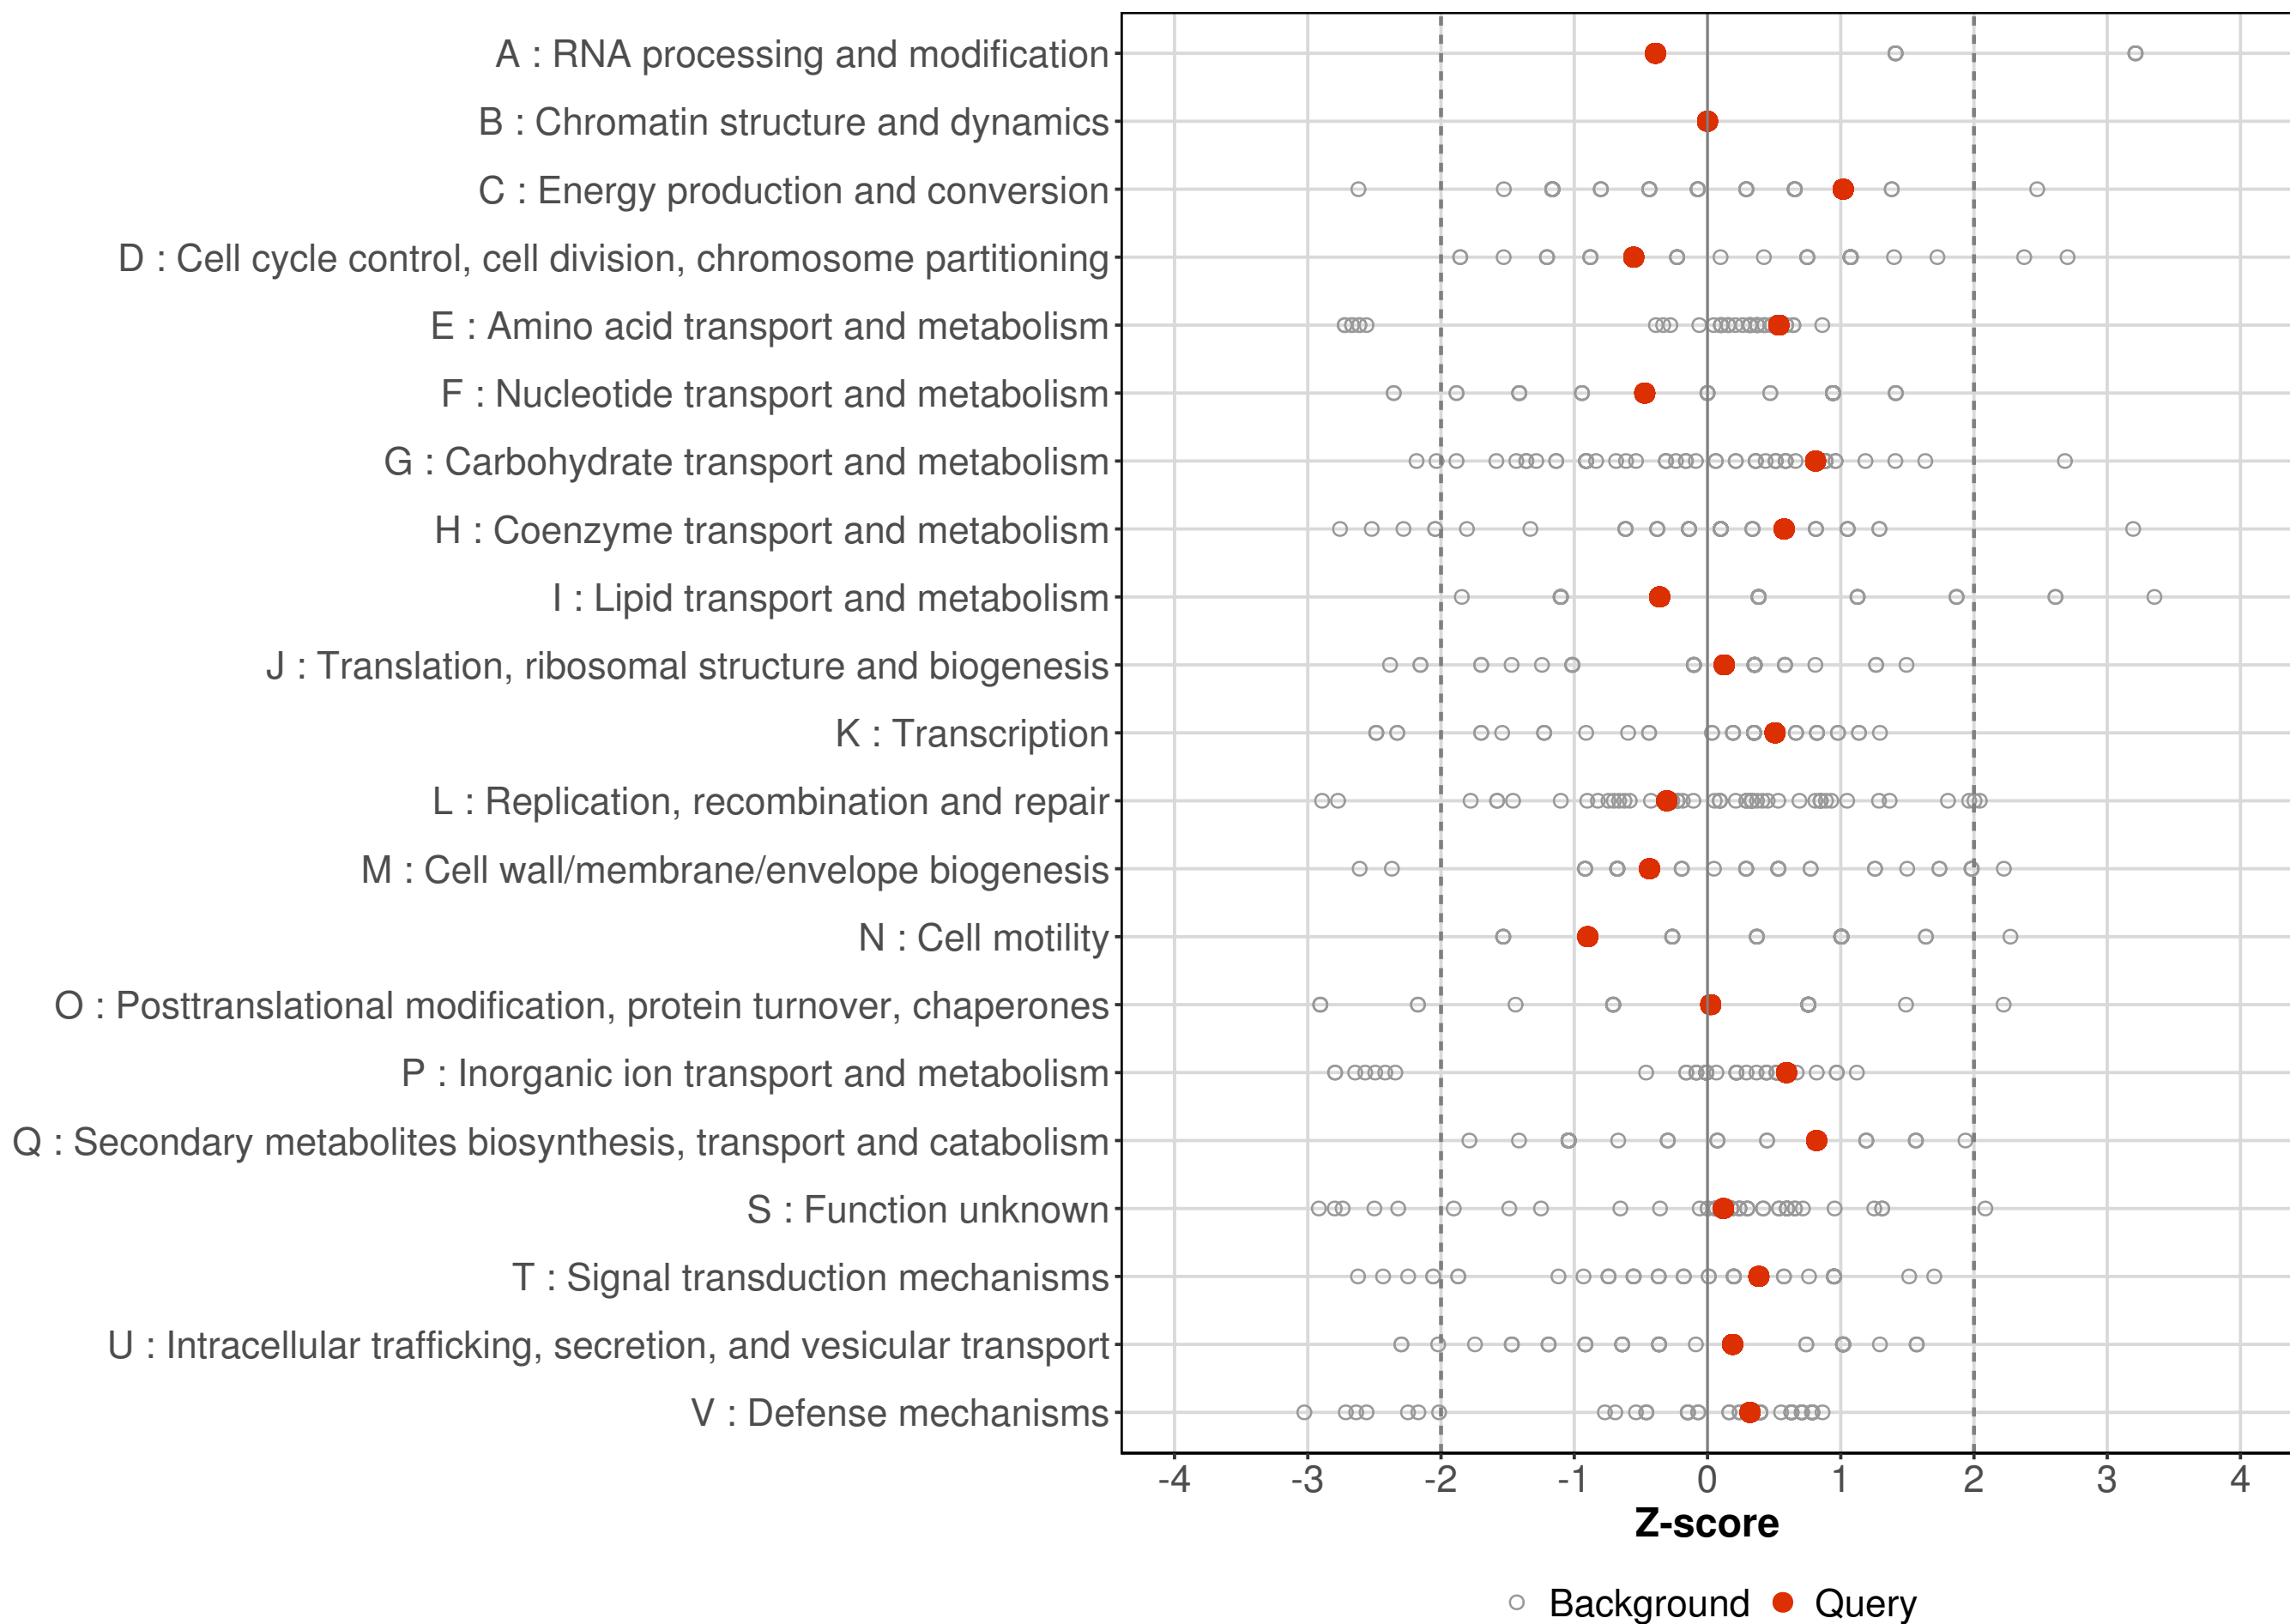 A : RNA processing and modification
B : Chromatin structure and dynamics
C : Energy production and conversion
D : Cell cycle control, cell division, chromosome partitioning
E : Amino acid transport and metabolism
F : Nucleotide transport and metabolism
G : Carbohydrate transport and metabolism
H : Coenzyme transport and metabolism
I : Lipid transport and metabolism
J : Translation, ribosomal structure and biogenesis
K : Transcription
L : Replication, recombination and repair
M : Cell wall/membrane/envelope biogenesis
N : Cell motility
O : Posttranslational modification, protein turnover, chaperones
P : Inorganic ion transport and metabolism
Q : Secondary metabolites biosynthesis, transport and catabolism
S : Function unknown
T : Signal transduction mechanisms
U : Intracellular trafficking, secretion, and vesicular transport
V : Defense mechanisms
-4 -3 -2 -1 0 1 2 3 4
Z-score
Background Query